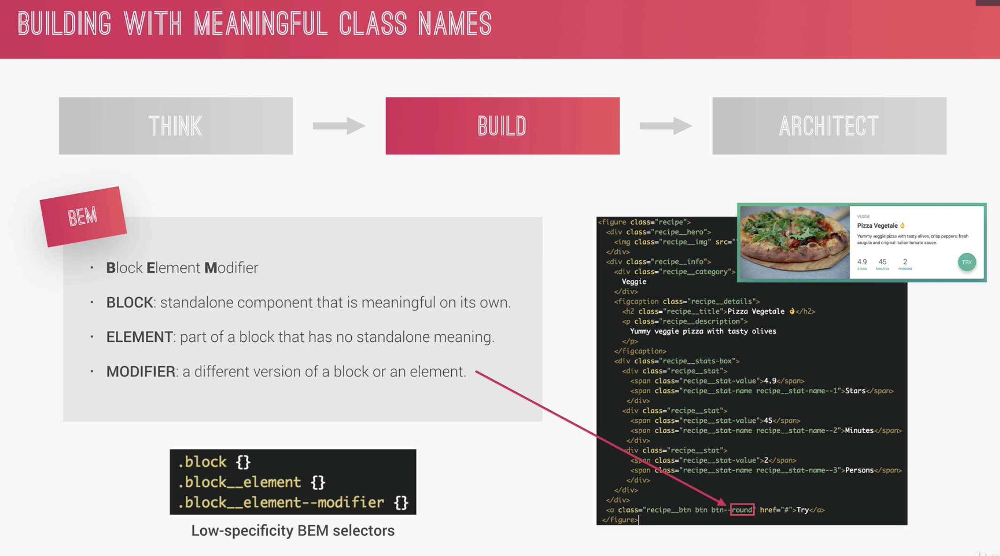 BUILDING WITH MEANINGFUL CLASS NAMES
THINK
BUILD
ARCHITECT
BEM
• Block Element Modifier
• BLOCK: standalone component that is meaningful on its own.
• ELEMENT: part of a block that has no standalone meaning.
• MODIFIER: a different version of a block or an element.
.block {}
.block__element {}
.block__element--modifier {}
Low-specificity BEM selectors
<figure class="recipe">
<div class="recipe__hero">
<img class="recipe__img" src="
</div>
<div class="recipe__info">
<div class="recipe__category">
Veggie
</div>
<figcaption class="recipe__details">
<h2 class="recipe__title">Pizza Vegetale 👌</h2>
<p class="recipe__description">
Yummy veggie pizza with tasty olives
</p>
</figcaption>
<div class="recipe__stats-box">
<div class="recipe__stat">
<span class="recipe__stat-value">4.9</span>
<span class="recipe__stat-name recipe__stat-name--1">Stars</span>
</div>
<div class="recipe__stat">
<span class="recipe__stat-value">45</span>
<span class="recipe__stat-name recipe__stat-name--2">Minutes</span>
</div>
<div class="recipe__stat">
<span class="recipe__stat-value">2</span>
<span class="recipe__stat-name recipe__stat-name--3">Persons</span>
</div>
</div>
</div>
<a class="recipe__btn btn btn--round" href="#">Try</a>
</figure>
VEGGIE
Pizza Vegetale 👌
Yummy veggie pizza with tasty olives, crisp peppers, fresh
arugula and original italian tomato sauce.
4.9 45 2
STARS MINUTES PERSONS
TRY